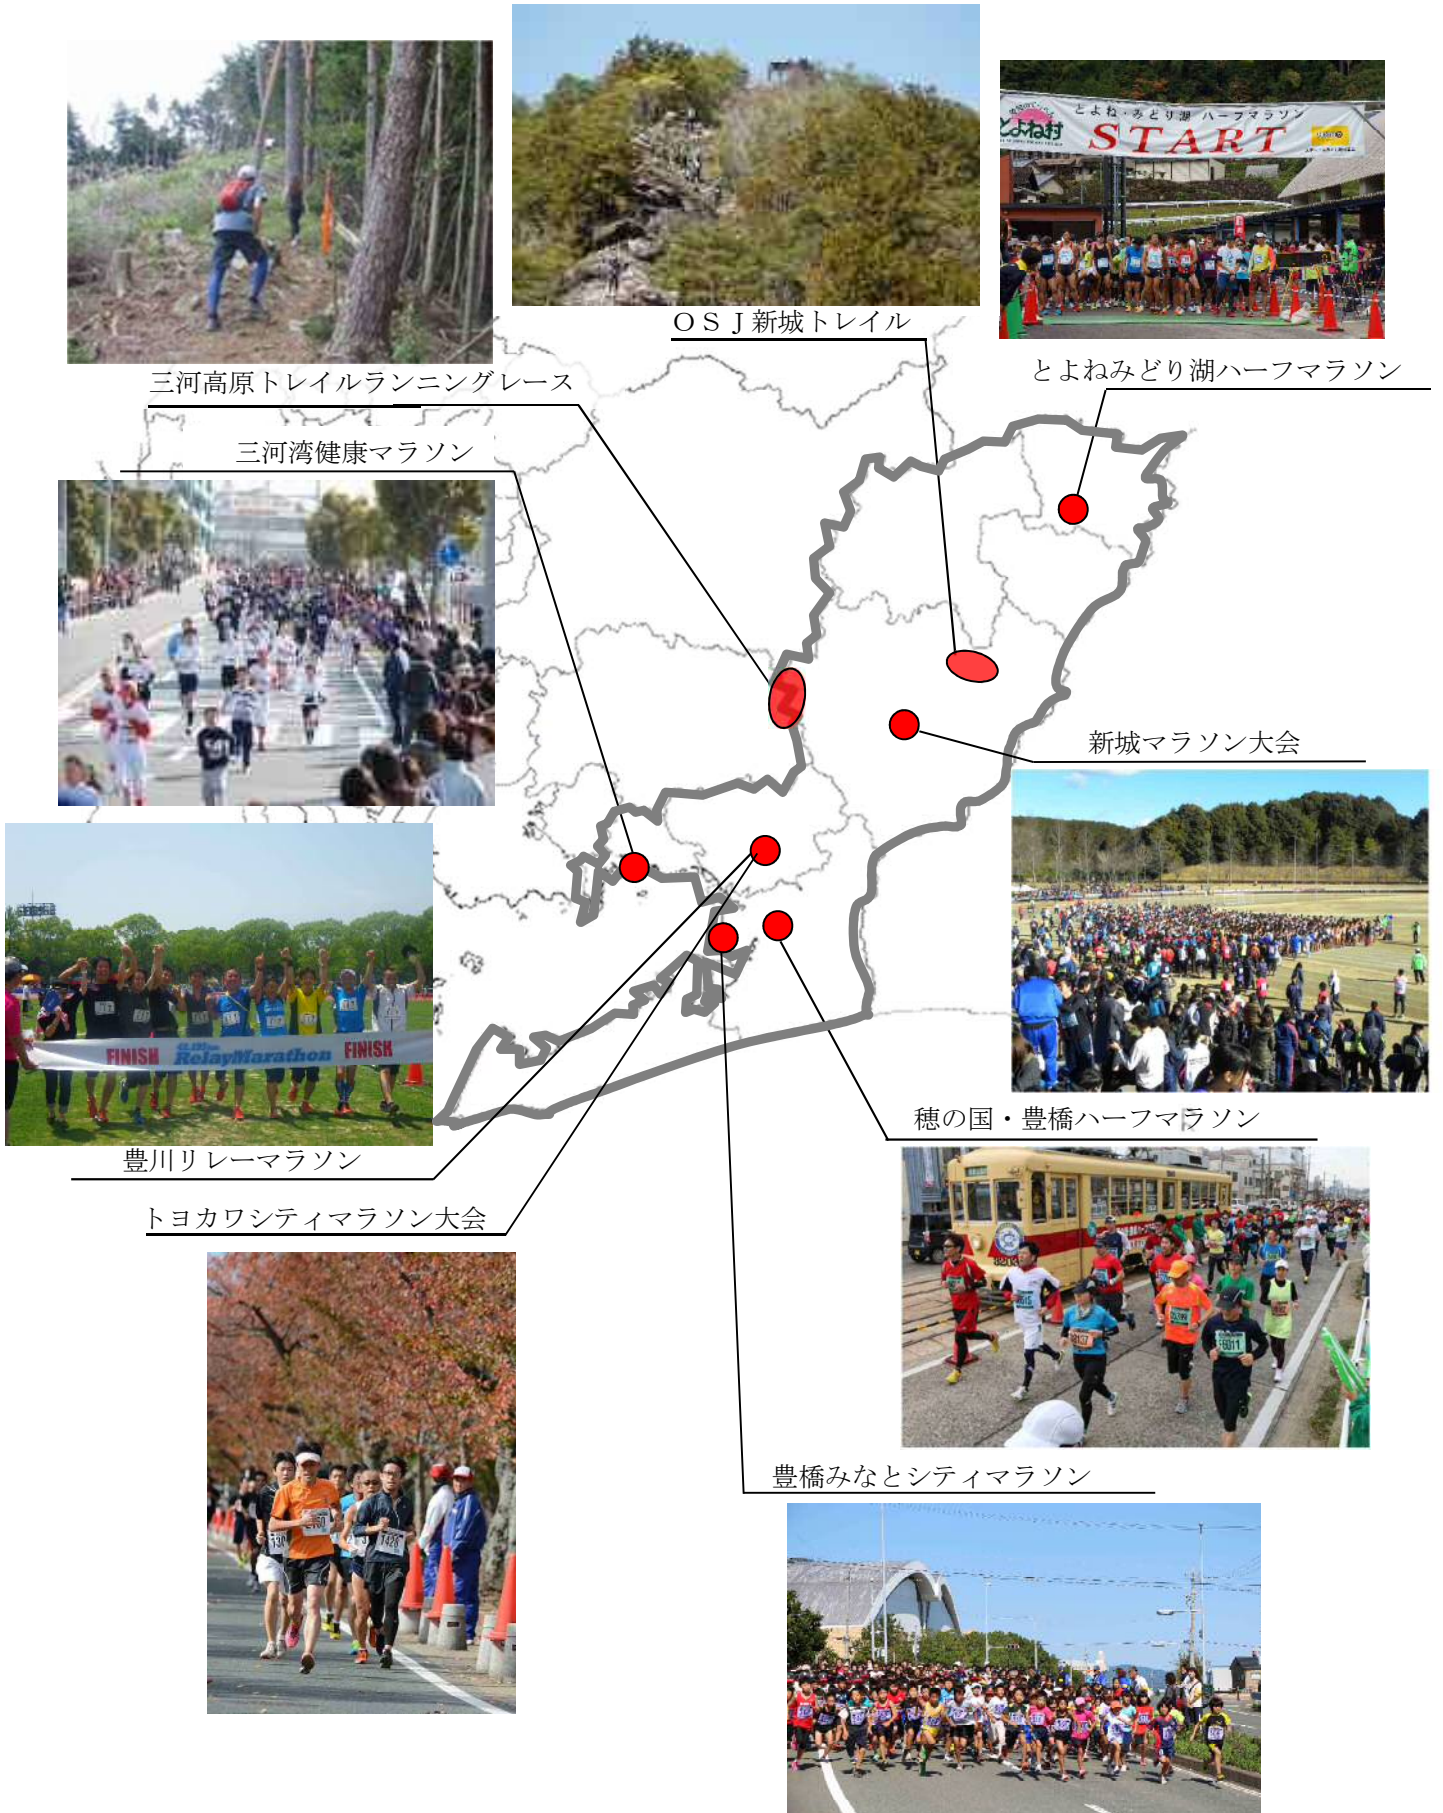 とよね村
とよね・みどり湖 ハーフマラソン
START
OSJ新城トレイル
とよねみどり湖ハーフマラソン
三河高原トレイルランニングレース
三河湾健康マラソン
新城マラソン大会
FINISH
RelayMarathon
FINISH
穂の国・豊橋ハーフマラソン
豊川リレーマラソン
トヨカワシティマラソン大会
F6011
豊橋みなとシティマラソン
1428